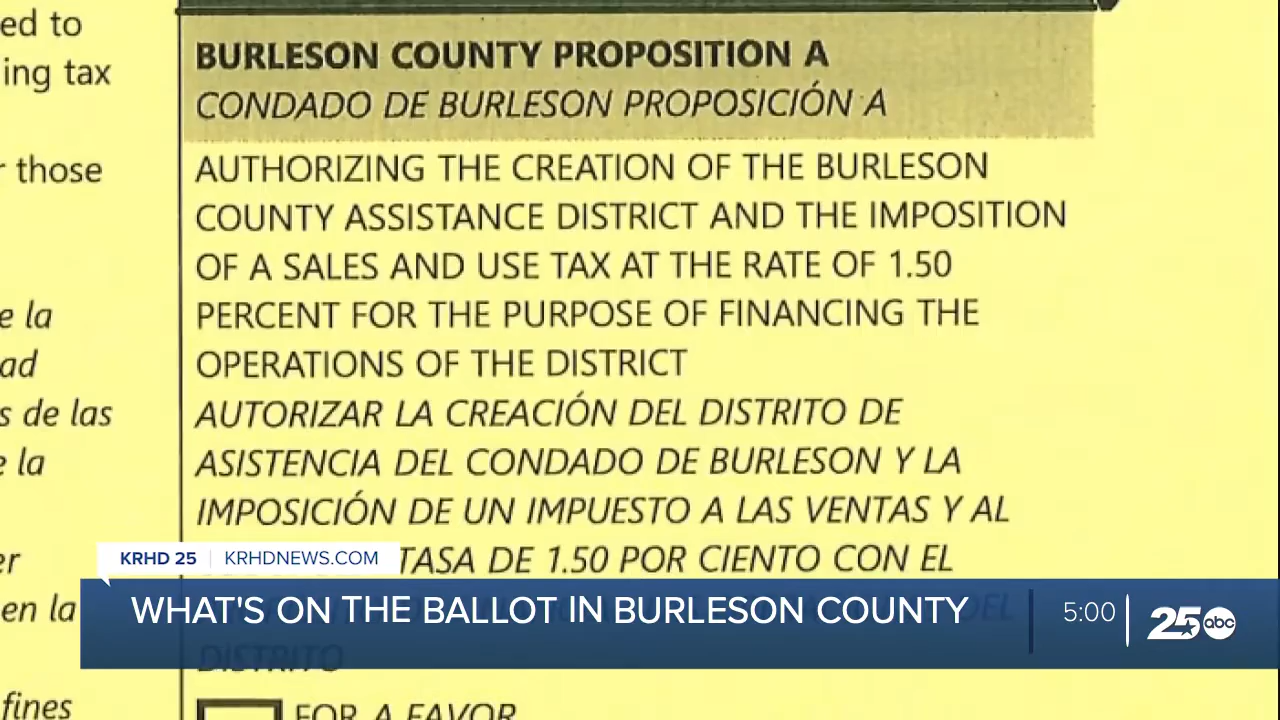 ed to
ing tax
r those
e la
ad
s de las
e la
er
en la
fines
BURLESON COUNTY PROPOSITION A
CONDADO DE BURLESON PROPOSICIÓN A
AUTHORIZING THE CREATION OF THE BURLESON
COUNTY ASSISTANCE DISTRICT AND THE IMPOSITION
OF A SALES AND USE TAX AT THE RATE OF 1.50
PERCENT FOR THE PURPOSE OF FINANCING THE
OPERATIONS OF THE DISTRICT
AUTORIZAR LA CREACIÓN DEL DISTRITO DE
ASISTENCIA DEL CONDADO DE BURLESON Y LA
IMPOSICIÓN DE UN IMPUESTO A LAS VENTAS Y AL
TASA DE 1.50 POR CIENTO CON EL
DEL
DISTRITO
FOR A FAVOR
KRHD 25 KRHDNEWS.COM
WHAT'S ON THE BALLOT IN BURLESON COUNTY
5:00
25 abc